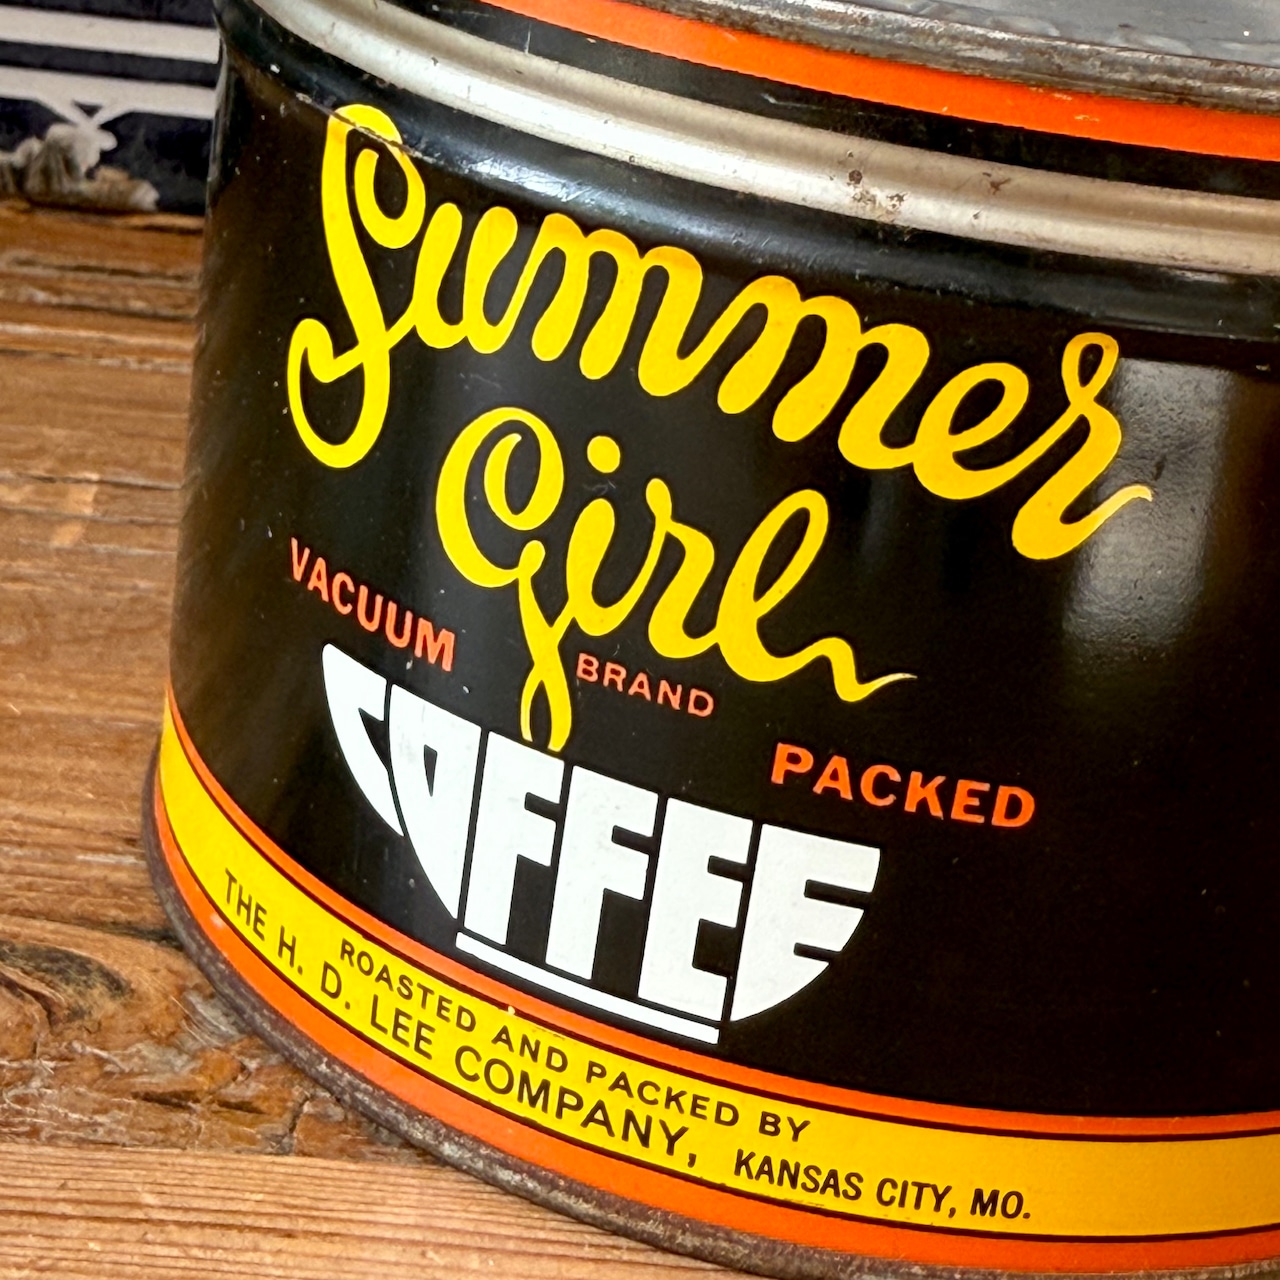 Summer
Girl
VACUUM
BRAND
PACKED
COFFEE
ROASTED AND PACKED BY
THE H. D. LEE COMPANY, KANSAS CITY, MO.